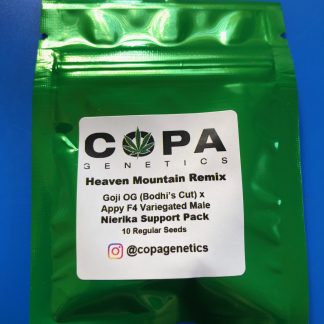 COPA
GENETICS
Heaven Mountain Remix
Goji OG (Bodhi's Cut) x
Appy F4 Variegated Male
Nierika Support Pack
10 Regular Seeds
@copagenetics